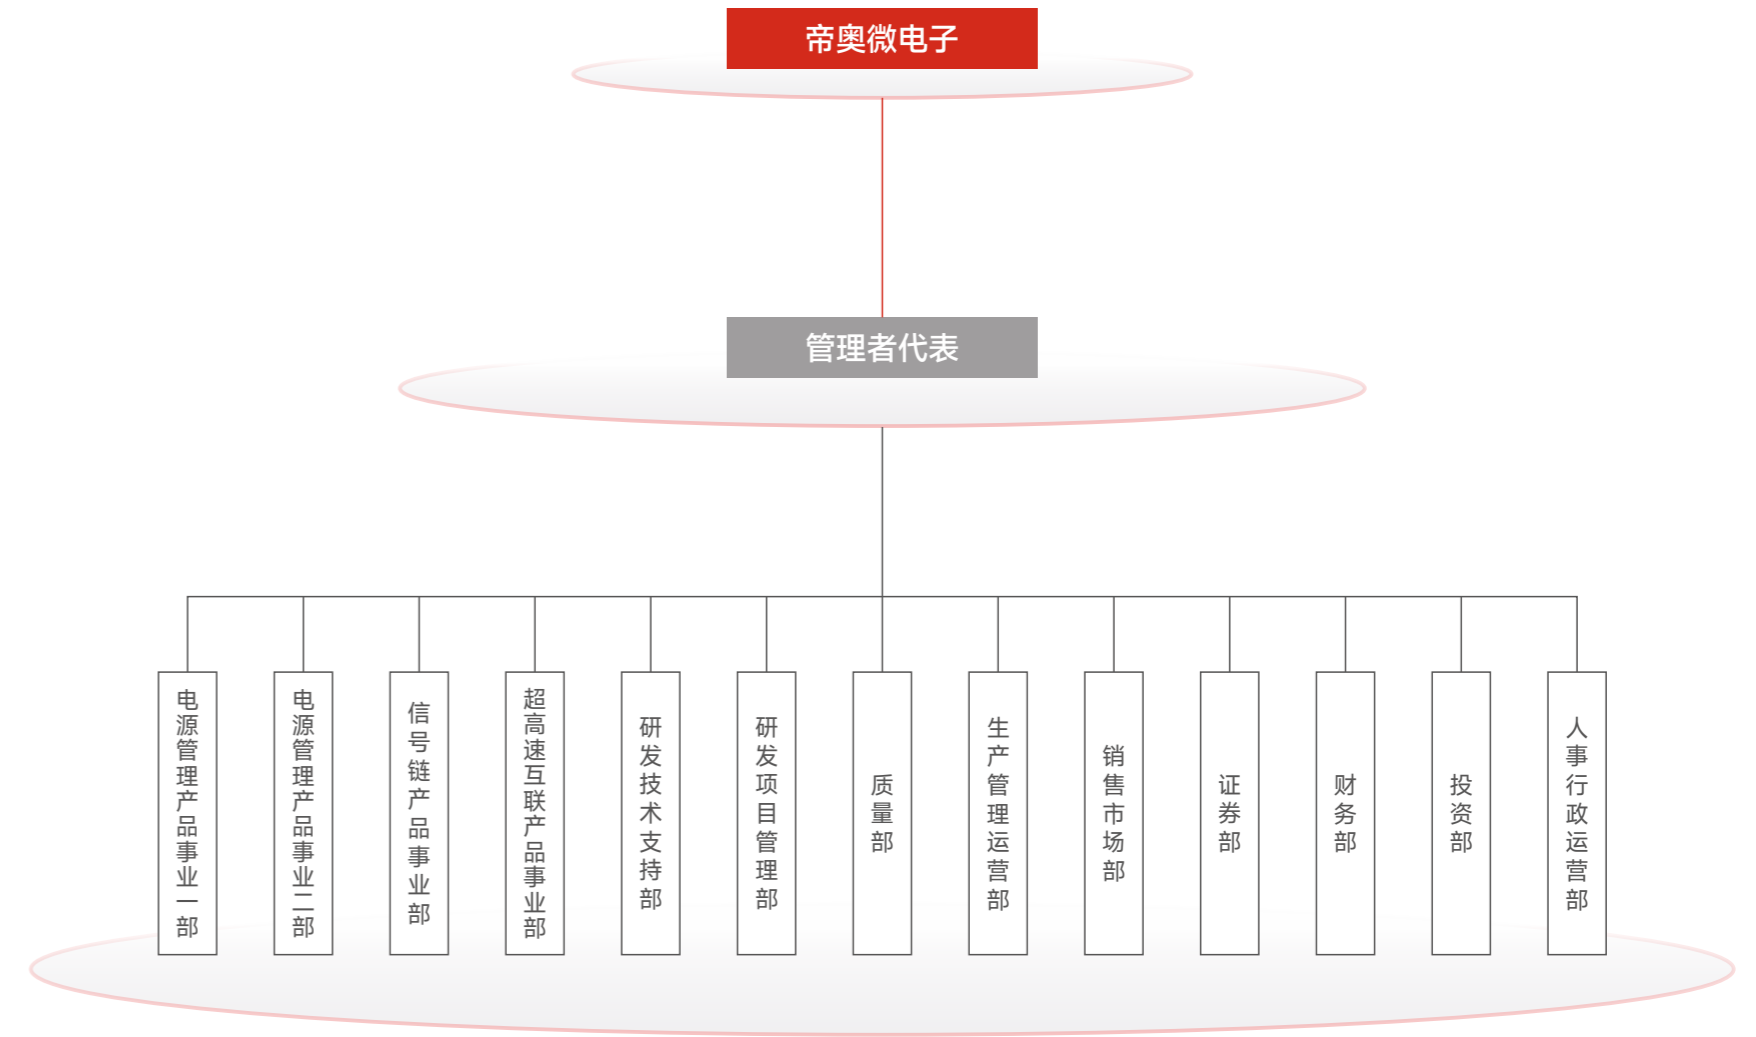 帝奥微电子
管理者代表
电源管理产品事业一部
电源管理产品事业二部
信号链产品事业部
超高速互联产品事业部
研发技术支持部
研发项目管理部
质量部
生产管理运营部
销售市场部
证券部
财务部
投资部
人事行政运营部